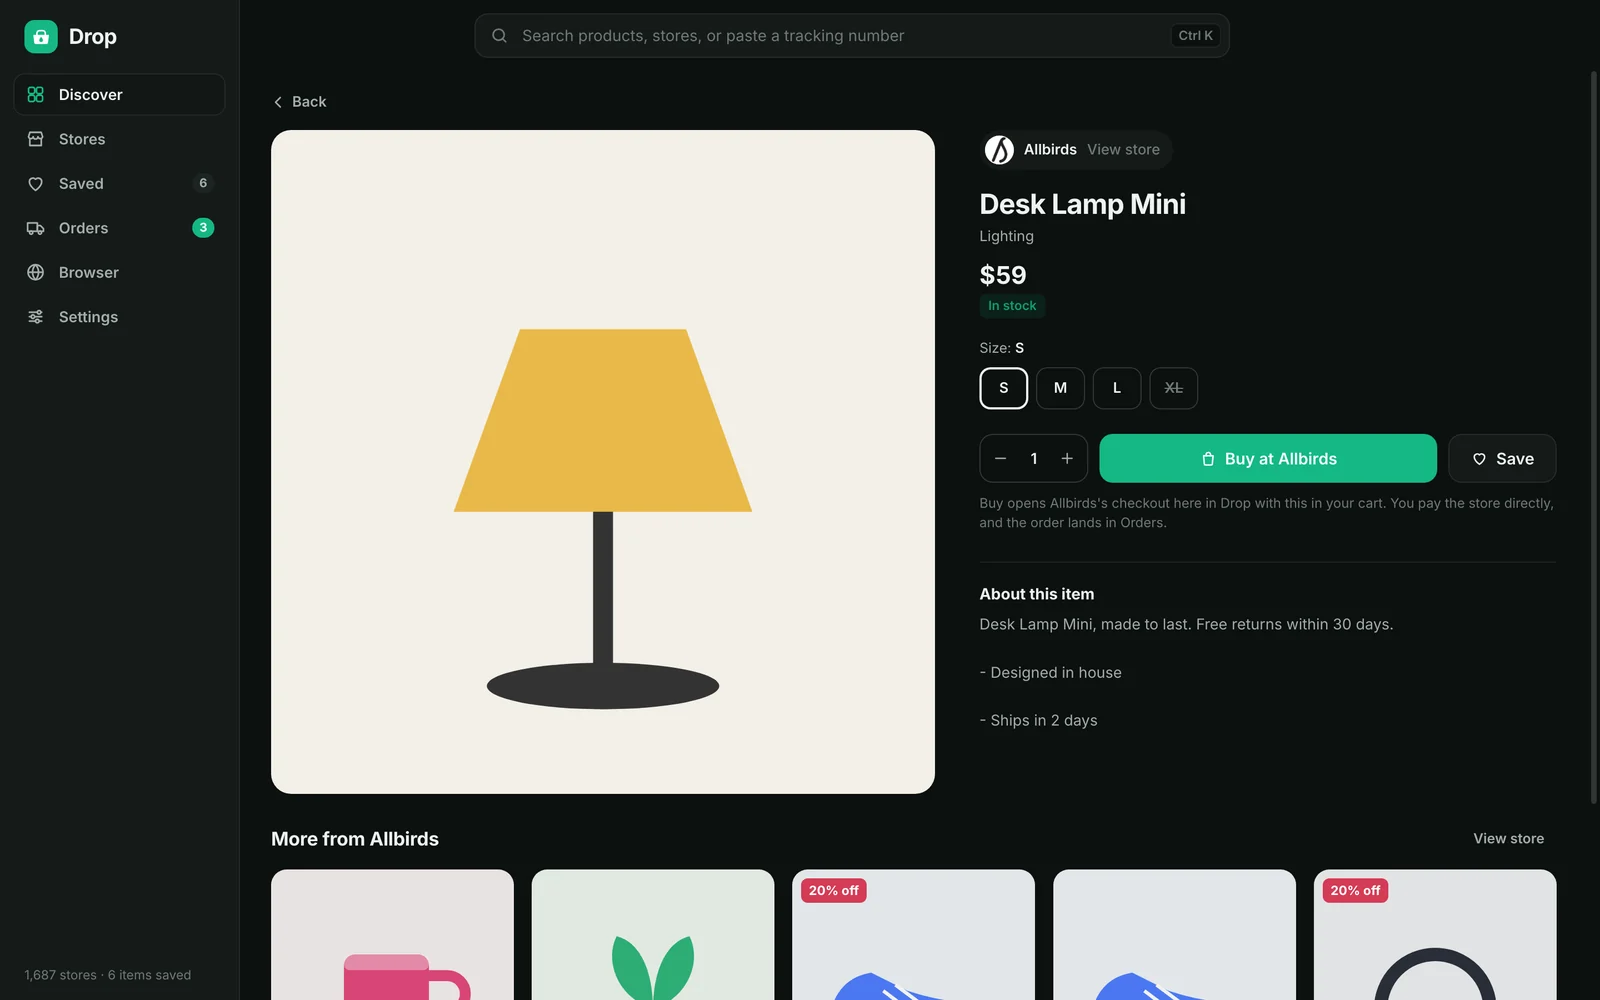 Drop
Search products, stores, or paste a tracking number
Ctrl K
Discover
Stores
Saved
6
Orders
3
Browser
Settings
1,687 stores · 6 items saved
Back
Allbirds View store
Desk Lamp Mini
Lighting
$59
In stock
Size: S
S
M
L
XL
1
Buy at Allbirds
Save
Buy opens Allbirds's checkout here in Drop with this in your cart. You pay the store directly,
and the order lands in Orders.
About this item
Desk Lamp Mini, made to last. Free returns within 30 days.
- Designed in house
- Ships in 2 days
More from Allbirds
View store
20% off
20% off